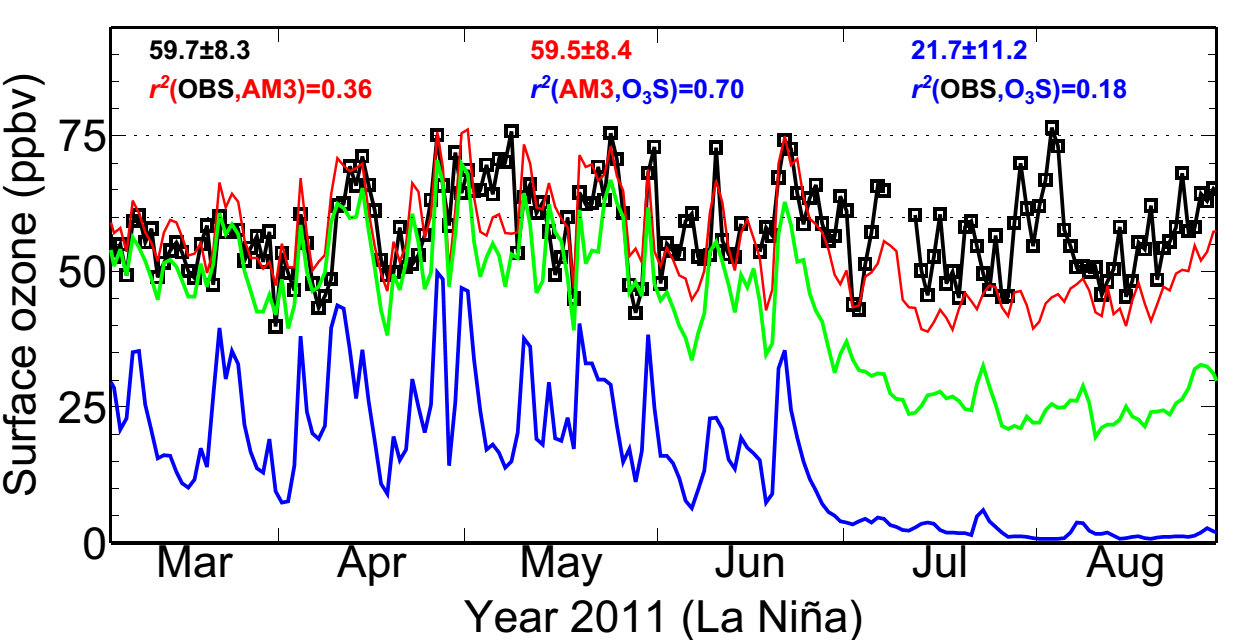 59.7±8.3 59.5±8.4 21.7±11.2
r²(OBS,AM3)=0.36 r²(AM3,O₃S)=0.70 r²(OBS,O₃S)=0.18
Surface ozone (ppbv)
75
50
25
0
Mar Apr May Jun Jul Aug
Year 2011 (La Niña)